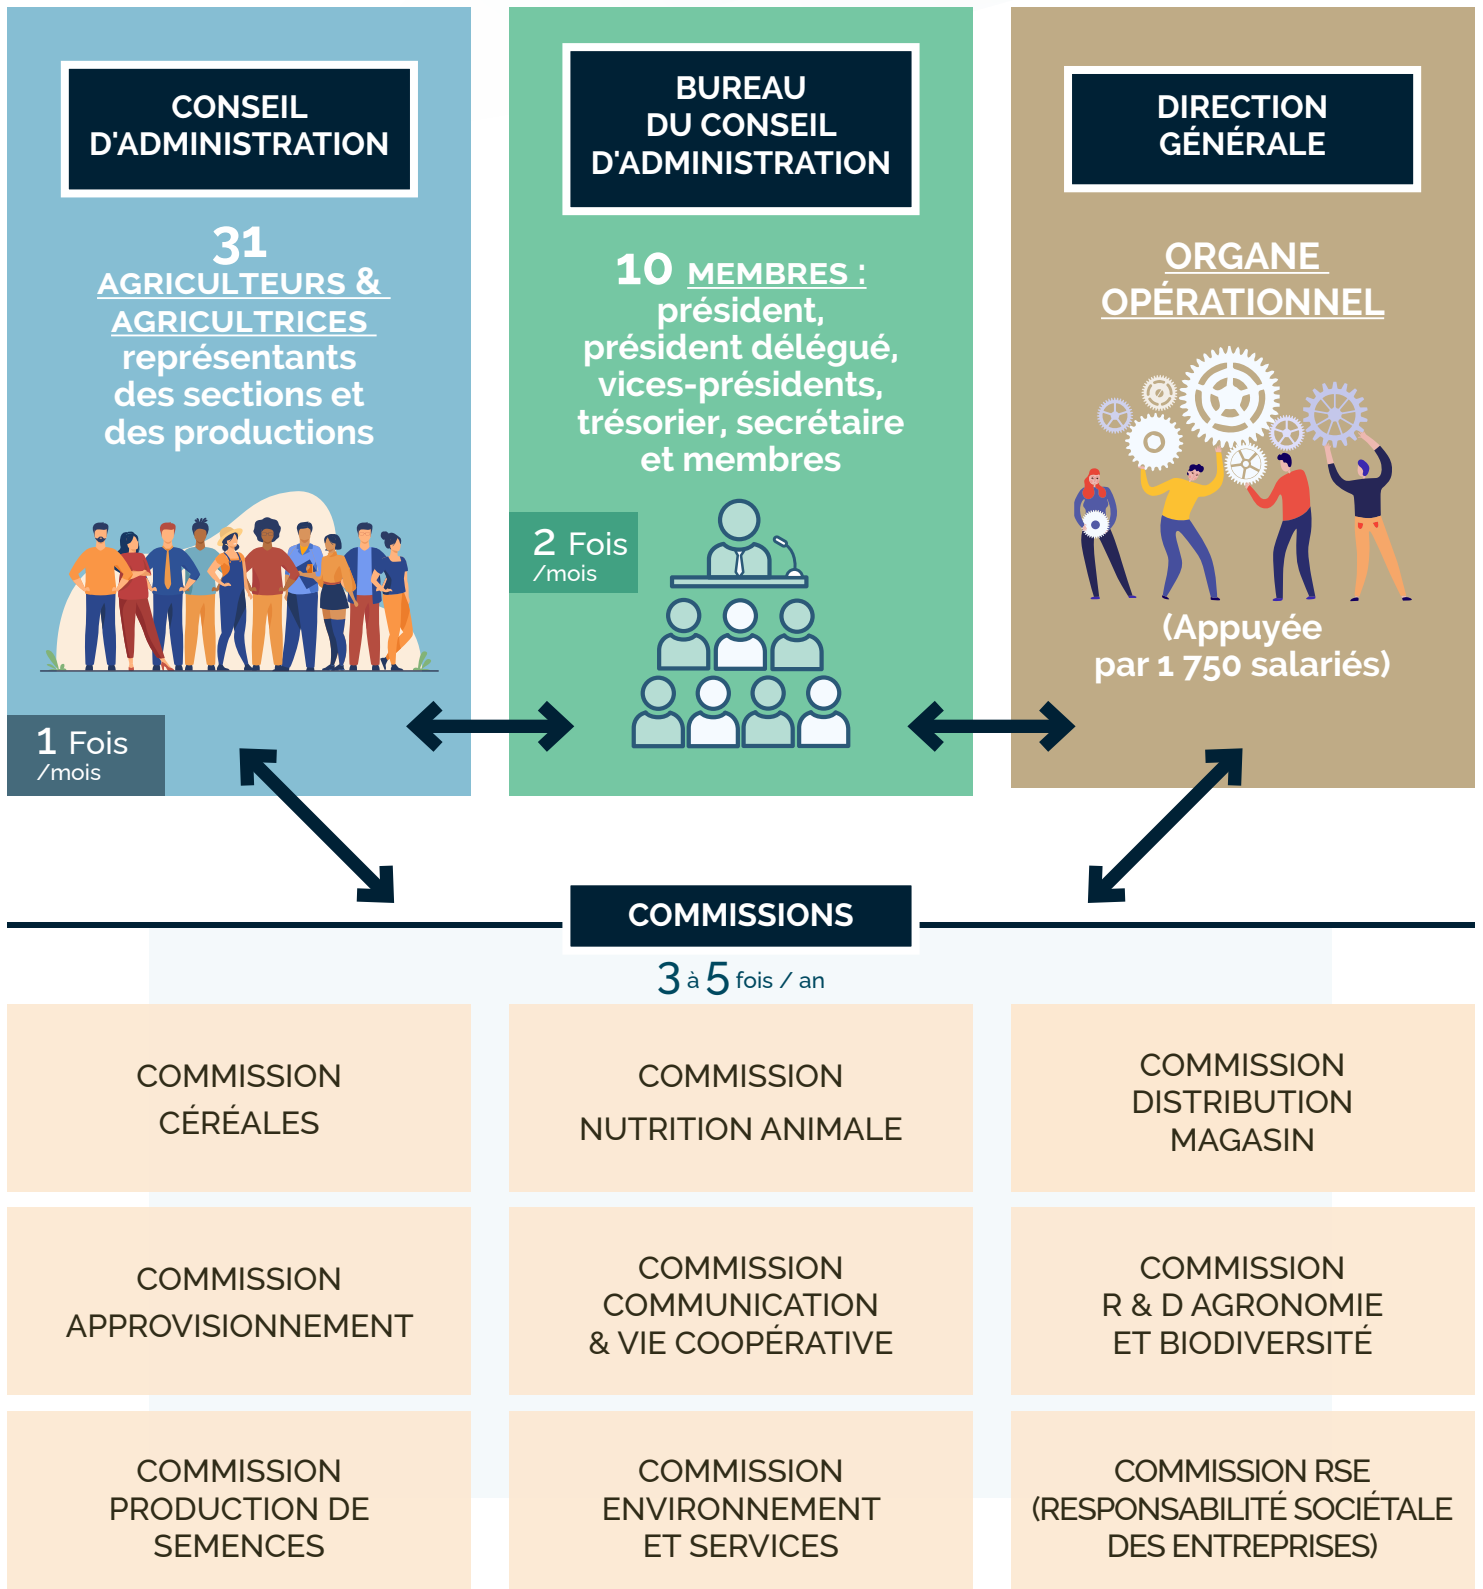 CONSEIL
D'ADMINISTRATION
31
AGRICULTEURS &
AGRICULTRICES
représentants
des sections et
des productions
1 Fois
/mois
BUREAU
DU CONSEIL
D'ADMINISTRATION
10 MEMBRES :
président,
président délégué,
vices-présidents,
trésorier, secrétaire
et membres
2 Fois
/mois
DIRECTION
GÉNÉRALE
ORGANE
OPÉRATIONNEL
(Appuyée
par 1 750 salariés)
COMMISSIONS
3 à 5 fois / an
COMMISSION
CÉRÉALES
COMMISSION
NUTRITION ANIMALE
COMMISSION
DISTRIBUTION
MAGASIN
COMMISSION
APPROVISIONNEMENT
COMMISSION
COMMUNICATION
& VIE COOPÉRATIVE
COMMISSION
R & D AGRONOMIE
ET BIODIVERSITÉ
COMMISSION
PRODUCTION DE
SEMENCES
COMMISSION
ENVIRONNEMENT
ET SERVICES
COMMISSION RSE
(RESPONSABILITÉ SOCIÉTALE
DES ENTREPRISES)